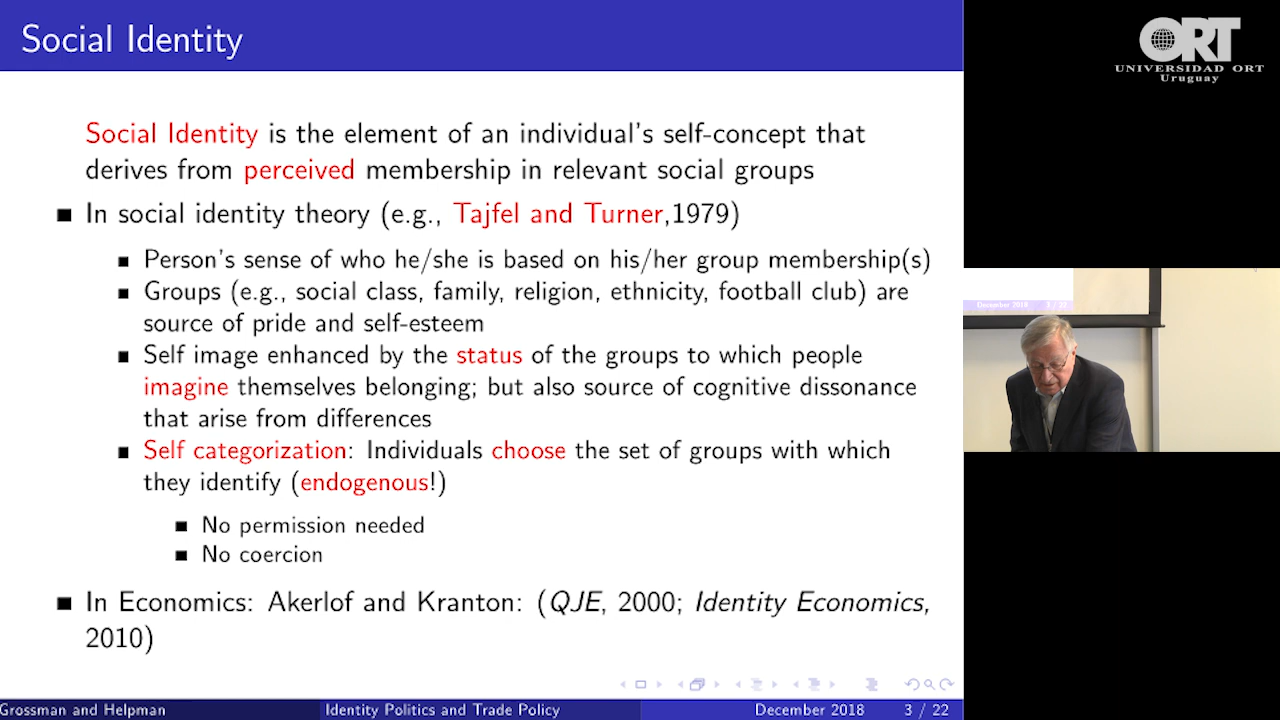 Social Identity
Social Identity is the element of an individual's self-concept that
derives from perceived membership in relevant social groups
In social identity theory (e.g., Tajfel and Turner,1979)
Person's sense of who he/she is based on his/her group membership(s)
Groups (e.g., social class, family, religion, ethnicity, football club) are
source of pride and self-esteem
Self image enhanced by the status of the groups to which people
imagine themselves belonging; but also source of cognitive dissonance
that arise from differences
Self categorization: Individuals choose the set of groups with which
they identify (endogenous!)
No permission needed
No coercion
In Economics: Akerlof and Kranton: (QJE, 2000; Identity Economics,
2010)
Grossman and Helpman
Identity Politics and Trade Policy
December 2018
3 / 22
ORT
UNIVERSIDAD ORT
Uruguay
December 2018 3 / 22